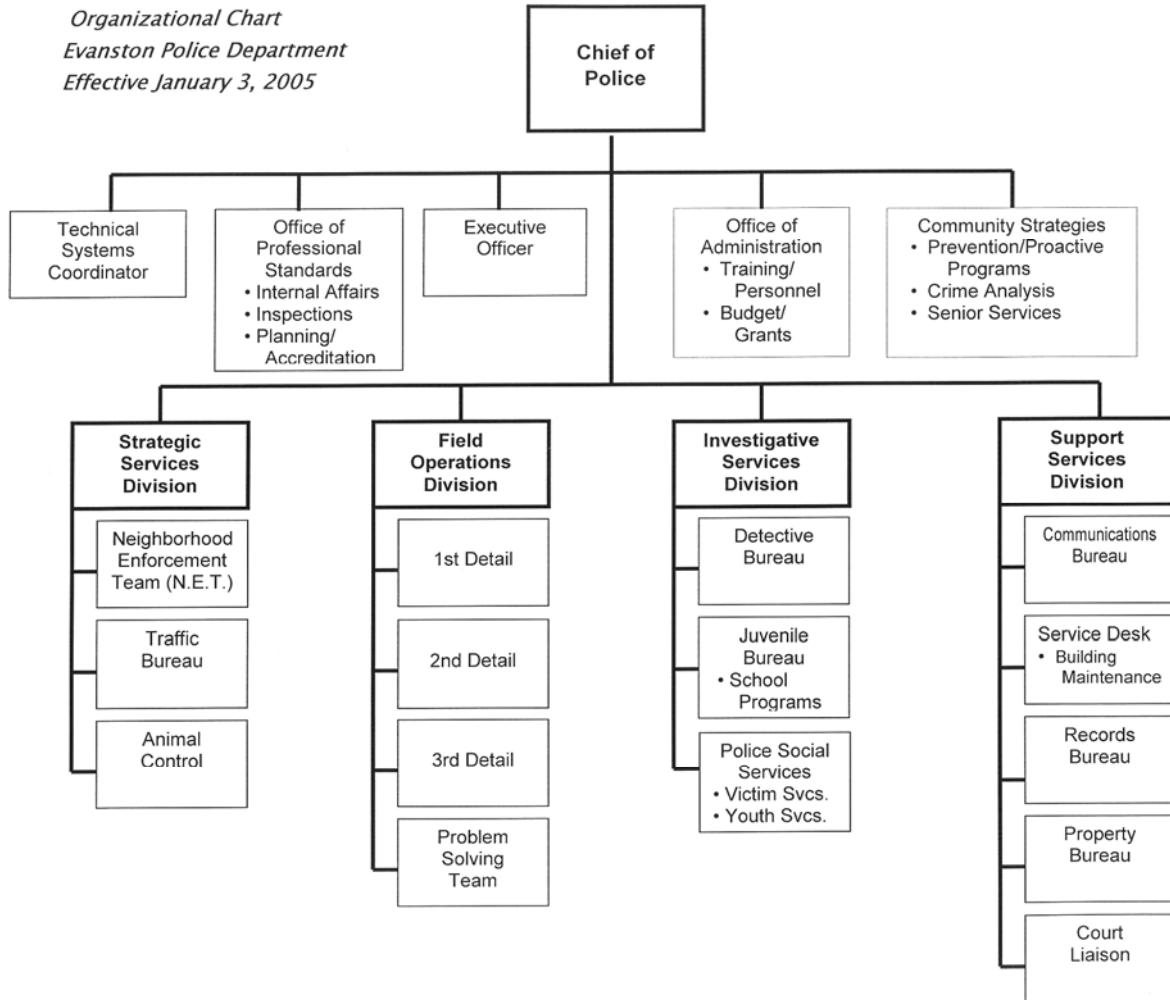 Organizational Chart
Evanston Police Department
Effective January 3, 2005
Chief of
Police
Technical
Systems
Coordinator
Office of
Professional
Standards
• Internal Affairs
• Inspections
• Planning/
Accreditation
Executive
Officer
Office of
Administration
• Training/
Personnel
• Budget/
Grants
Community Strategies
• Prevention/Proactive
Programs
• Crime Analysis
• Senior Services
Strategic
Services
Division
Neighborhood
Enforcement
Team (N.E.T.)
Traffic
Bureau
Animal
Control
Field
Operations
Division
1st Detail
2nd Detail
3rd Detail
Problem
Solving
Team
Investigative
Services
Division
Detective
Bureau
Juvenile
Bureau
• School
Programs
Police Social
Services
• Victim Svcs.
• Youth Svcs.
Support
Services
Division
Communications
Bureau
Service Desk
• Building
Maintenance
Records
Bureau
Property
Bureau
Court
Liaison